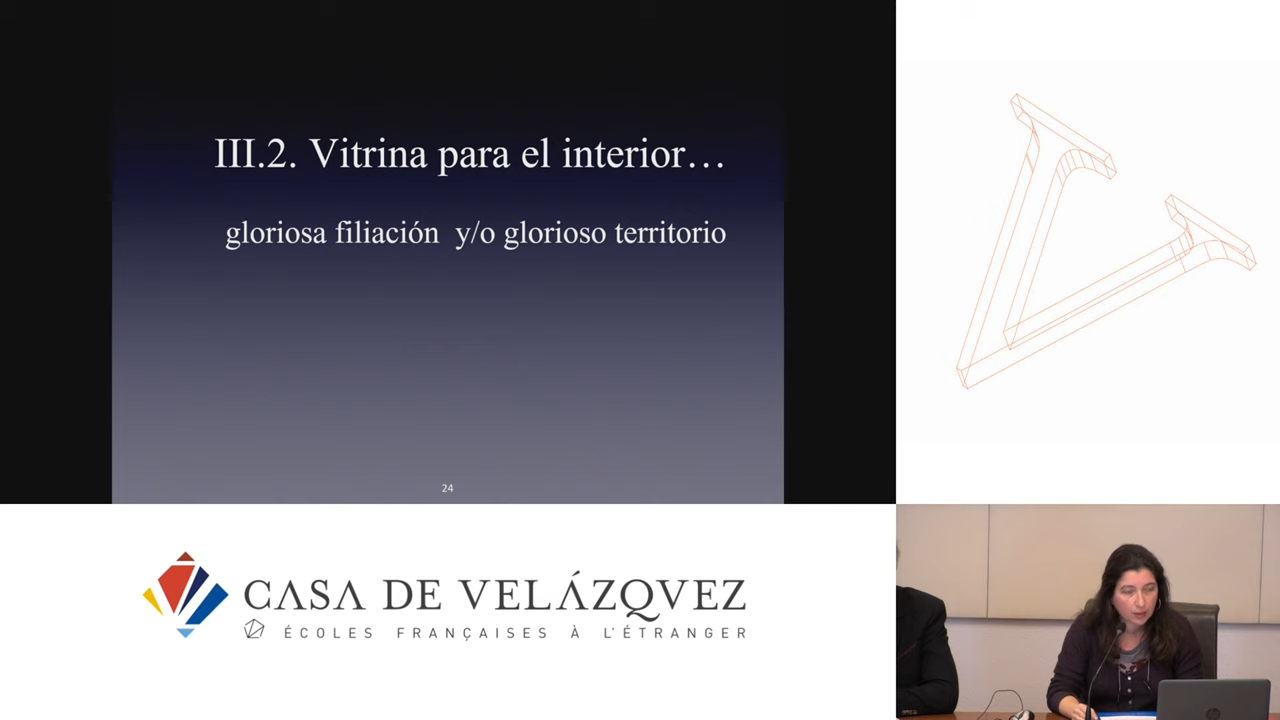 III.2. Vitrina para el interior…
gloriosa filiación y/o glorioso territorio
24
CASA DE VELÁZQVEZ
ÉCOLES FRANÇAISES À L'ÉTRANGER